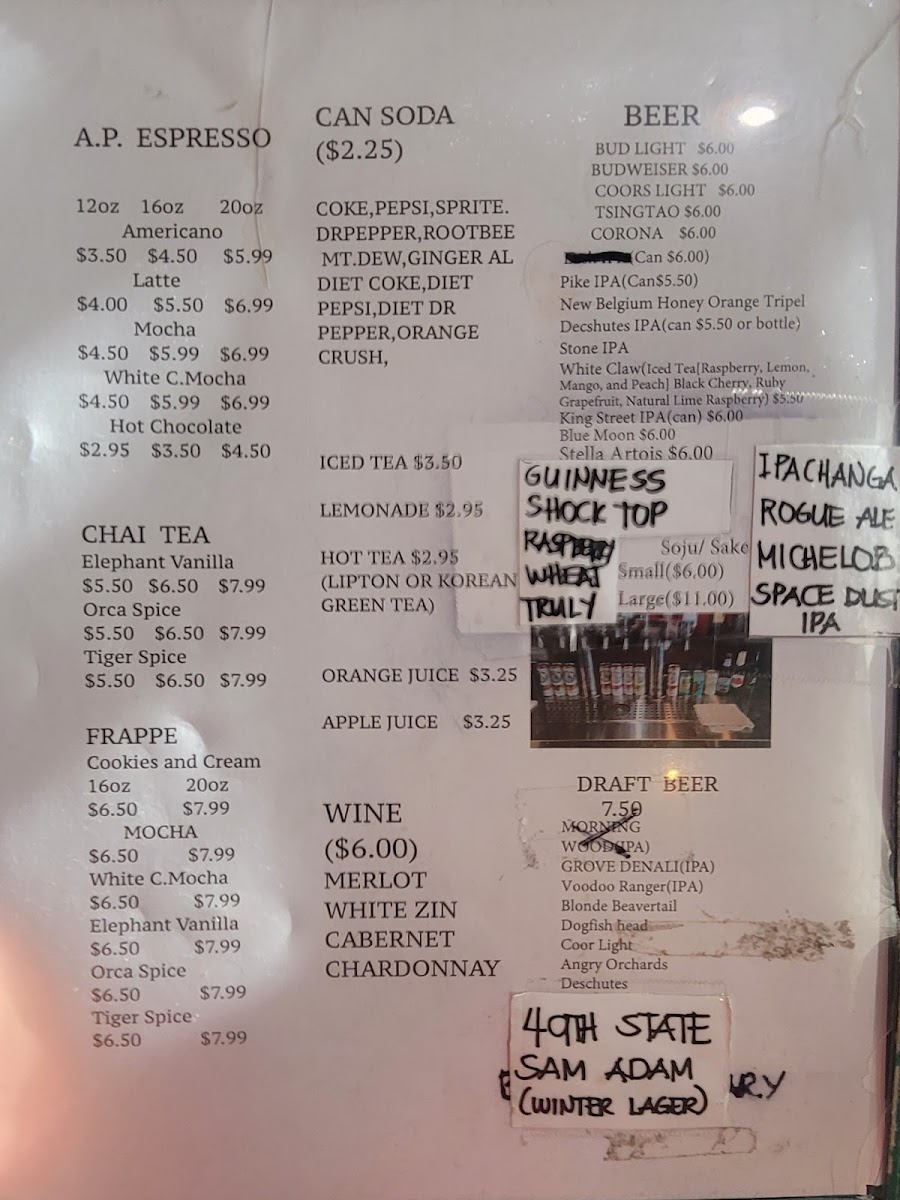 A.P. ESPRESSO
12oz 16oz 20oz
Americano
$3.50 $4.50 $5.99
Latte
$4.00 $5.50 $6.99
Mocha
$4.50 $5.99 $6.99
White C.Mocha
$4.50 $5.99 $6.99
Hot Chocolate
$2.95 $3.50 $4.50
CHAI TEA
Elephant Vanilla
$5.50 $6.50 $7.99
Orca Spice
$5.50 $6.50 $7.99
Tiger Spice
$5.50 $6.50 $7.99
FRAPPE
Cookies and Cream
16oz 20oz
$6.50 $7.99
MOCHA
$6.50 $7.99
White C.Mocha
$6.50 $7.99
Elephant Vanilla
$6.50 $7.99
Orca Spice
$6.50 $7.99
Tiger Spice
$6.50 $7.99
CAN SODA
($2.25)
COKE,PEPSI,SPRITE.
DRPEPPER,ROOTBEE
MT.DEW,GINGER AL
DIET COKE,DIET
PEPSI,DIET DR
PEPPER,ORANGE
CRUSH,
ICED TEA $3.50
LEMONADE $2.95
HOT TEA $2.95
(LIPTON OR KOREAN
GREEN TEA)
ORANGE JUICE $3.25
APPLE JUICE $3.25
WINE
($6.00)
MERLOT
WHITE ZIN
CABERNET
CHARDONNAY
BEER
BUD LIGHT $6.00
BUDWEISER $6.00
COORS LIGHT $6.00
TSINGTAO $6.00
CORONA $6.00
(Can $6.00)
Pike IPA(Can$5.50)
New Belgium Honey Orange Tripel
Decshutes IPA(can $5.50 or bottle)
Stone IPA
White Claw(Iced Tea[Raspberry, Lemon,
Mango, and Peach] Black Cherry, Ruby
Grapefruit, Natural Lime Raspberry) $5.50
King Street IPA(can) $6.00
Blue Moon $6.00
Stella Artois $6.00
GUINNESS
SHOCK TOP
RASPBERRY
WHEAT
TRULY
IPACHANGA
ROGUE ALE
MICHELOB
SPACE DUST
IPA
Soju/ Sake
Small($6.00)
Large($11.00)
DRAFT BEER
7.50
MORNING
WOOD(IPA)
GROVE DENALI(IPA)
Voodoo Ranger(IPA)
Blonde Beavertail
Dogfish head
Coor Light
Angry Orchards
Deschutes
49TH STATE
SAM ADAM
(WINTER LAGER)